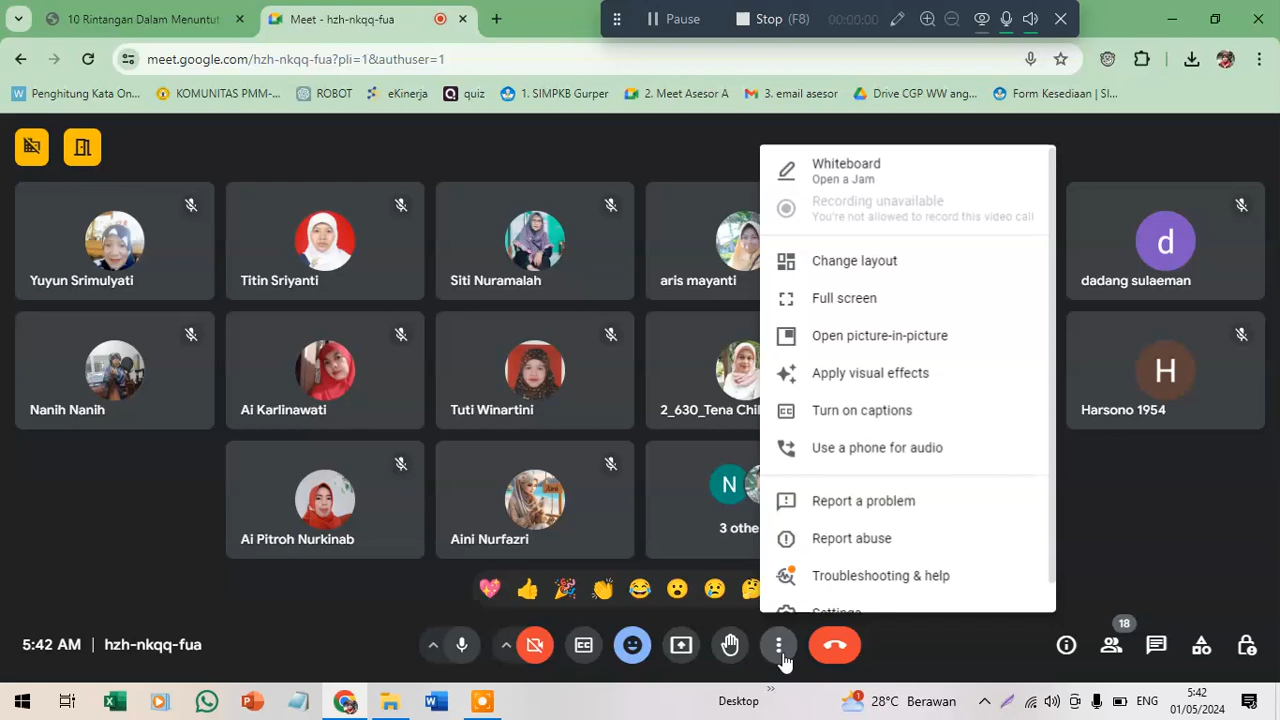 10 Rintangan Dalam Menuntut
Meet - hzh-nkqq-fua
Pause
Stop (F8)
00:00:00
meet.google.com/hzh-nkqq-fua?pli=1&authuser=1
Penghitung Kata On...
KOMUNITAS PMM-...
ROBOT
eKinerja
quiz
1. SIMPKB Gurper
2. Meet Asesor A
3. email asesor
Drive CGP WW ang...
Form Kesediaan | SI...
Whiteboard
Open a Jam
Recording unavailable
You're not allowed to record this video call
Change layout
Full screen
Open picture-in-picture
Apply visual effects
Turn on captions
Use a phone for audio
Report a problem
Report abuse
Troubleshooting & help
Settings
Yuyun Srimulyati
Titin Sriyanti
Siti Nuramalah
aris mayanti
d
dadang sulaeman
Nanih Nanih
Ai Karlinawati
Tuti Winartini
2_630_Tena Chi
H
Harsono 1954
Ai Pitroh Nurkinab
Aini Nurfazri
N
3 othe
5:42 AM
hzh-nkqq-fua
18
Desktop
28°C Berawan
ENG
5:42
01/05/2024